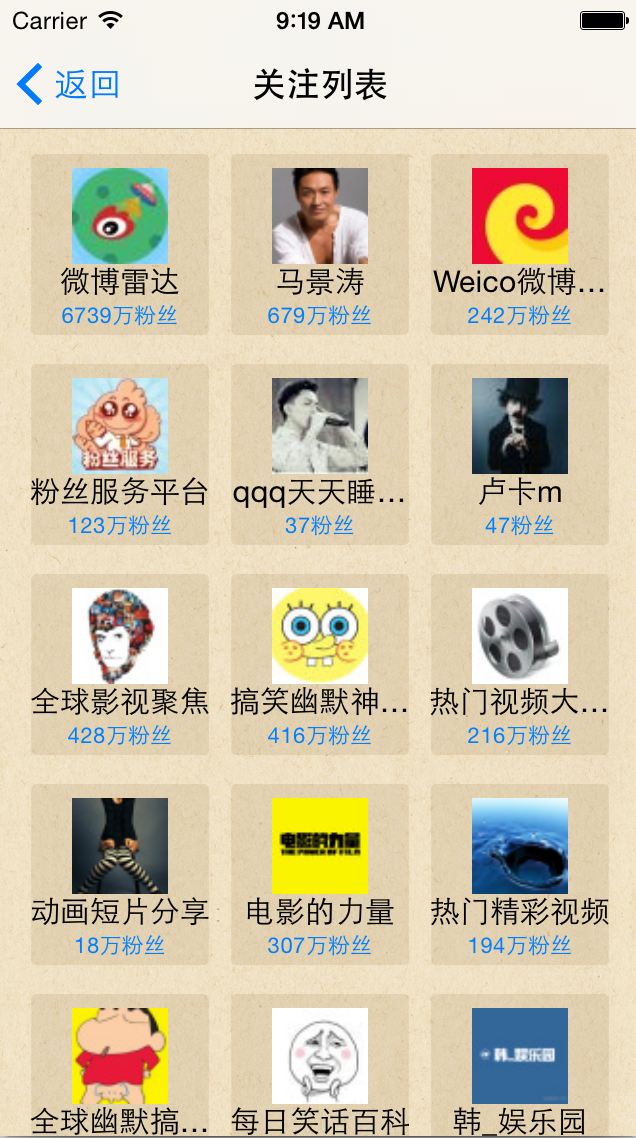 Carrier 9:19 AM
返回 关注列表
微博雷达 马景涛 Weico微博...
6739万粉丝 679万粉丝 242万粉丝
粉丝服务
粉丝服务平台 qqq天天睡... 卢卡m
123万粉丝 37粉丝 47粉丝
全球影视聚焦 搞笑幽默神... 热门视频大...
428万粉丝 416万粉丝 216万粉丝
电影的力量
THE POWER OF FILM
动画短片分享 电影的力量 热门精彩视频
18万粉丝 307万粉丝 194万粉丝
韩_娱乐园
全球幽默搞... 每日笑话百科 韩_娱乐园